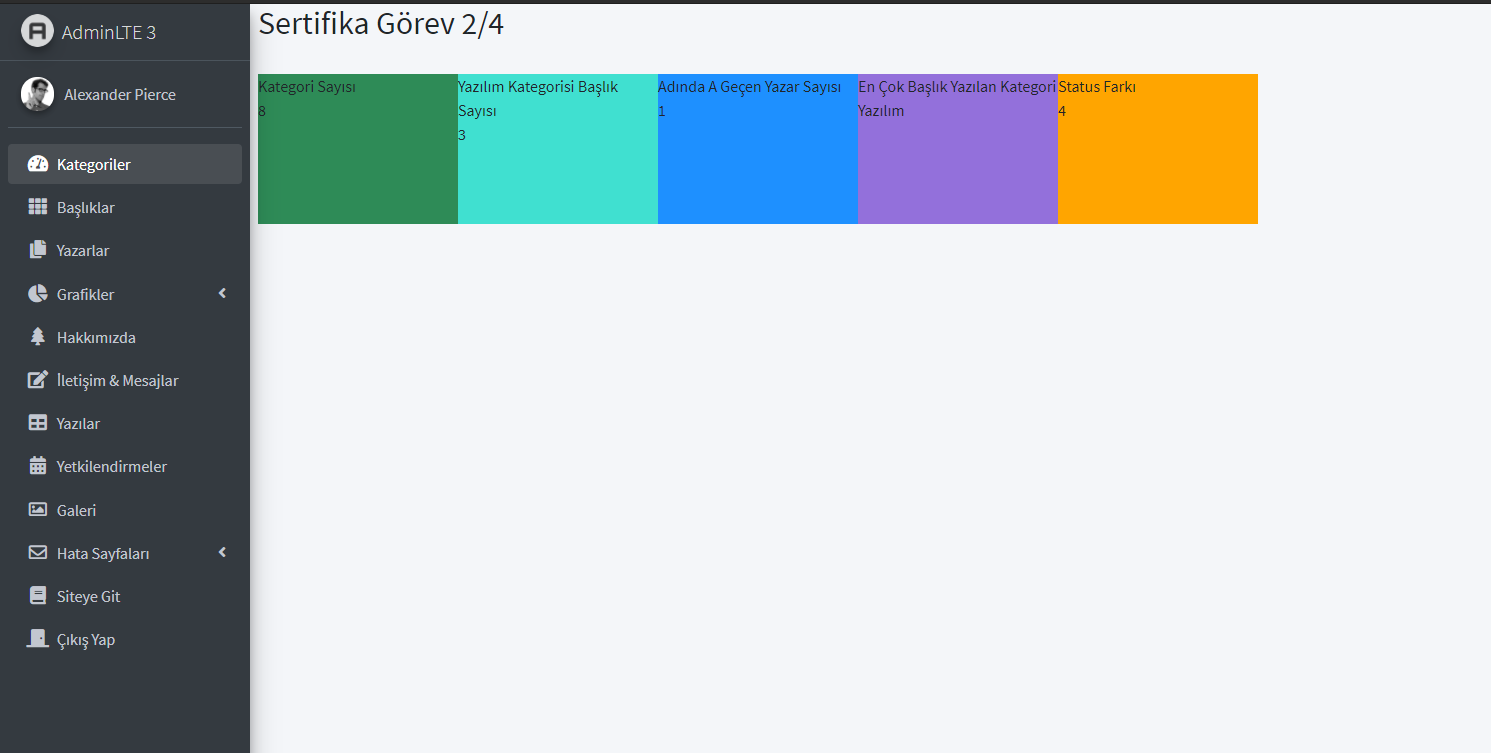 AdminLTE 3
Alexander Pierce
Kategoriler
Başlıklar
Yazarlar
Grafikler
Hakkımızda
İletişim & Mesajlar
Yazılar
Yetkilendirmeler
Galeri
Hata Sayfaları
Siteye Git
Çıkış Yap
Sertifika Görev 2/4
Kategori Sayısı
8
Yazılım Kategorisi Başlık
Sayısı
3
Adında A Geçen Yazar Sayısı
1
En Çok Başlık Yazılan Kategori
Yazılım
Status Farkı
4